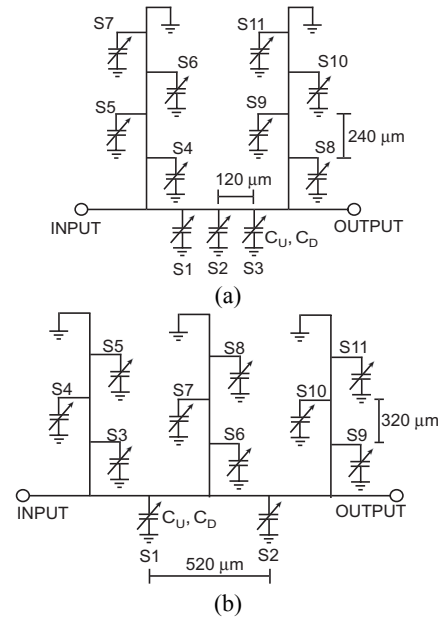 S7
S11
S6
S10
S5
S9
S4
240 μm
S8
120 μm
INPUT
OUTPUT
C_U, C_D
S1
S2
S3
(a)
S5
S8
S11
S4
S7
S10
S3
S6
320 μm
S9
INPUT
OUTPUT
C_U, C_D
S1
S2
520 μm
(b)